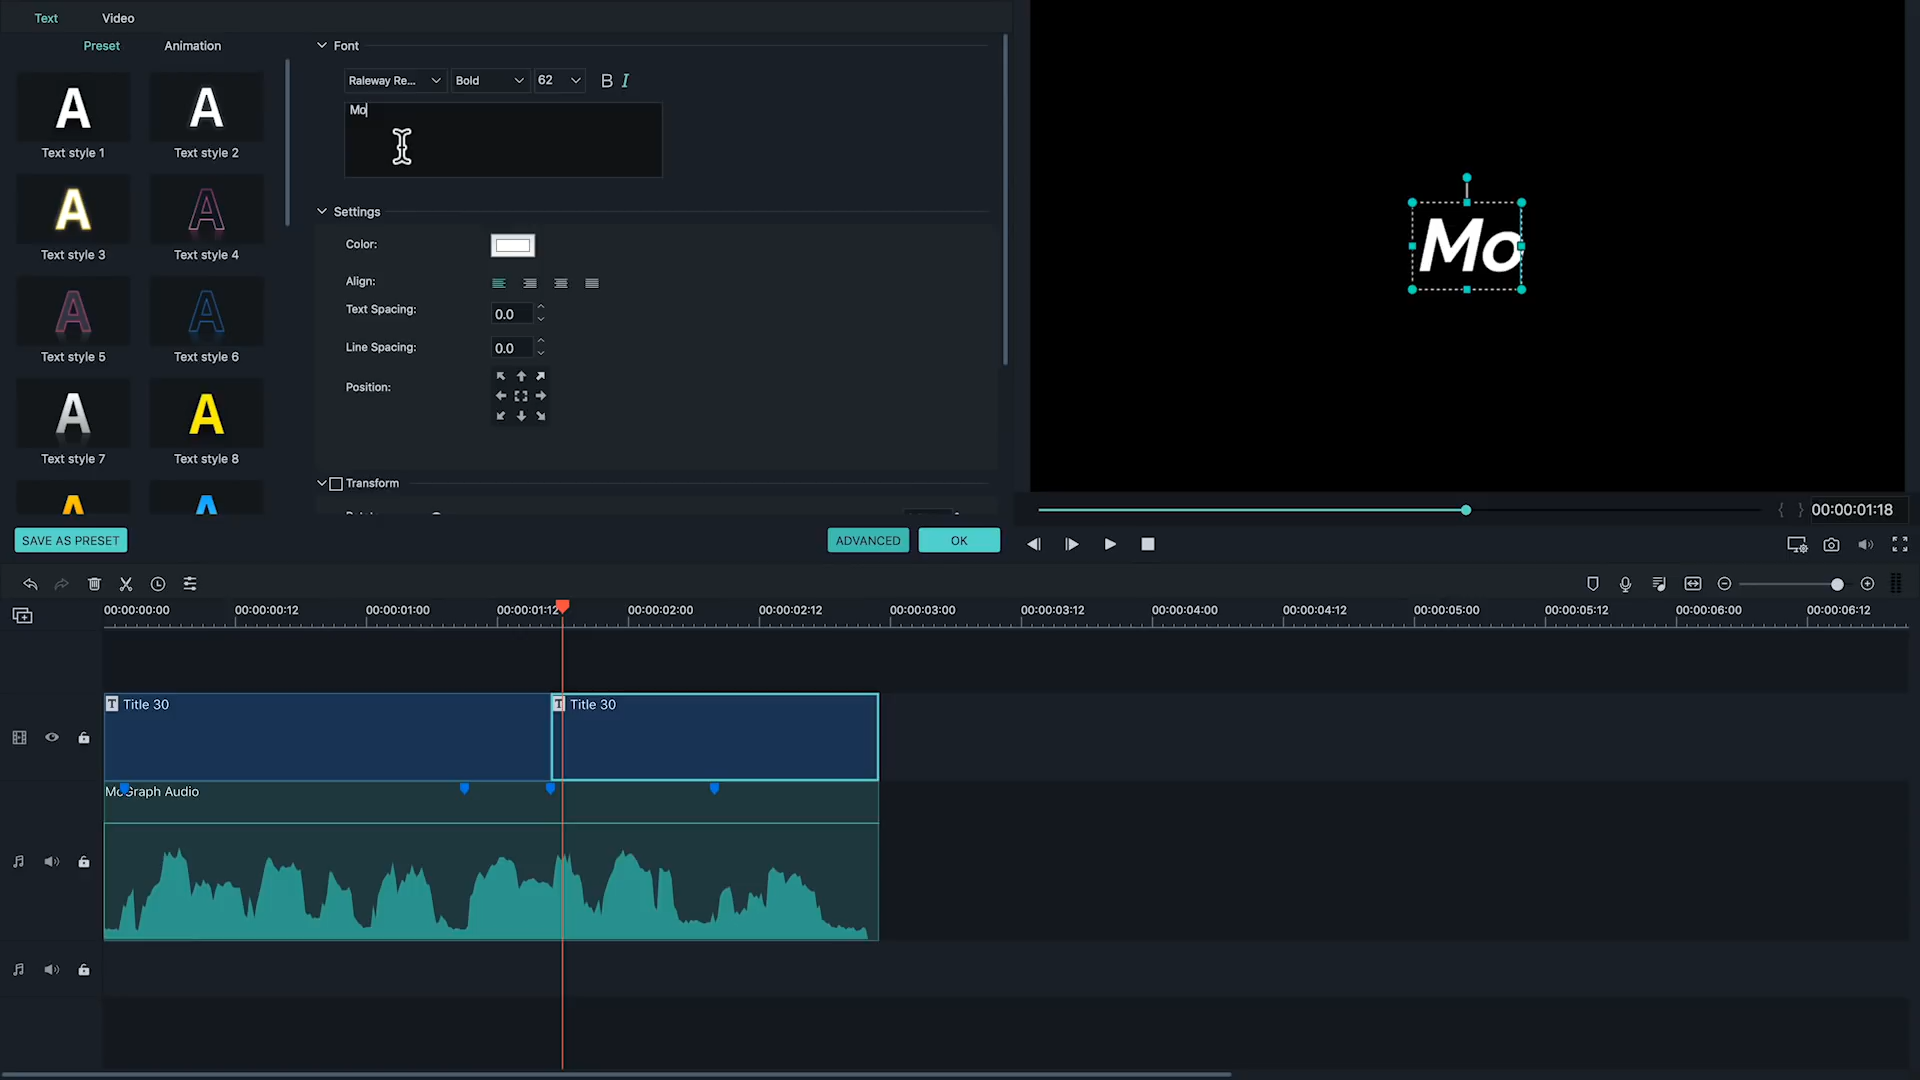 Text Video
Preset Animation
A A
Text style 1 Text style 2
A A
Text style 3 Text style 4
A A
Text style 5 Text style 6
A A
Text style 7 Text style 8
A A
SAVE AS PRESET
Font
Raleway Re... Bold 62 B I
Mo
Settings
Color:
Align:
Text Spacing: 0.0
Line Spacing: 0.0
Position:
Transform
ADVANCED OK
Mo
{ } 00:00:01:18
00:00:00:00 00:00:00:12 00:00:01:00 00:00:01:12 00:00:02:00 00:00:02:12 00:00:03:00 00:00:03:12 00:00:04:00 00:00:04:12 00:00:05:00 00:00:05:12 00:00:06:00 00:00:06:12
T Title 30 T Title 30
MoGraph Audio